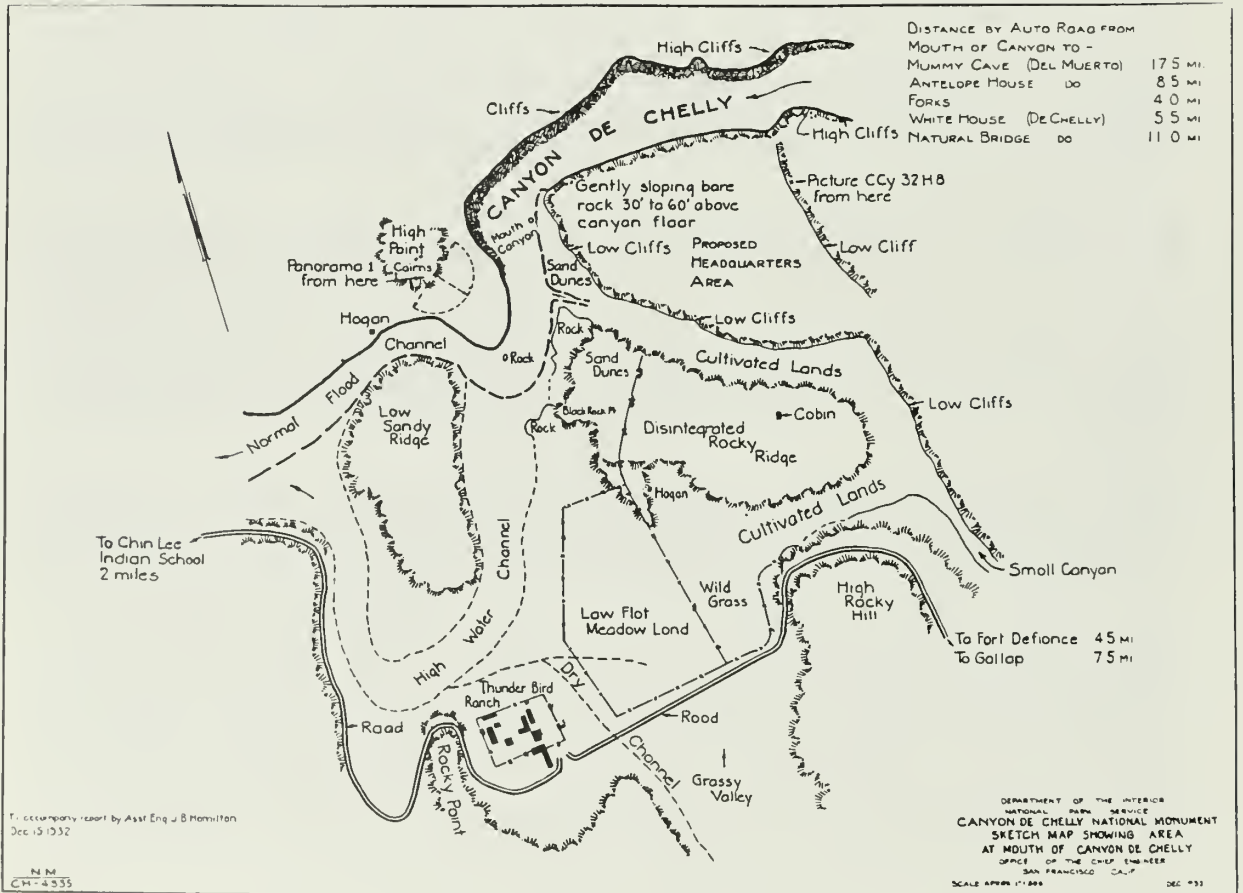 DISTANCE BY AUTO ROAD FROM
MOUTH OF CANYON TO -
MUMMY CAVE (DEL MUERTO) 17 5 MI.
ANTELOPE HOUSE DO 8 5 MI
FORKS 4 0 MI
WHITE HOUSE (DE CHELLY) 5 5 MI
NATURAL BRIDGE DO 11 0 MI
High Cliffs
Cliffs
CANYON DE CHELLY
High Cliffs
Picture CCy 32 H 8
from here
Gently sloping bare
rock 30' to 60' above
canyon floor
Mouth of
Canyon
High
Point
Cairns
Panorama 1
from here
Low Cliffs
PROPOSED
HEADQUARTERS
AREA
Low Cliff
Sand
Dunes
Hogan
Low Cliffs
Rock
Normal Flood Channel
Rock
Sand
Dunes
Cultivated Lands
Low Cliffs
Low
Sandy
Ridge
Black Rock Pt
Rock
Cabin
Disintegrated
Rocky
Ridge
Hogan
Cultivated Lands
To Chin Lee
Indian School
2 miles
High Water Channel
Small Canyon
Wild
Grass
High
Rocky
Hill
Low Flat
Meadow Land
To Fort Defiance 45 MI
To Gallup 75 MI
Dry Channel
Thunder Bird
Ranch
Road
Road
Rocky Point
Grassy
Valley
To accompany report by Asst Eng J B Hamilton
Dec 15 1932
N M
CH-4935
DEPARTMENT OF THE INTERIOR
NATIONAL PARK SERVICE
CANYON DE CHELLY NATIONAL MONUMENT
SKETCH MAP SHOWING AREA
AT MOUTH OF CANYON DE CHELLY
OFFICE OF THE CHIEF ENGINEER
SAN FRANCISCO CALIF
SCALE APPROX DEC